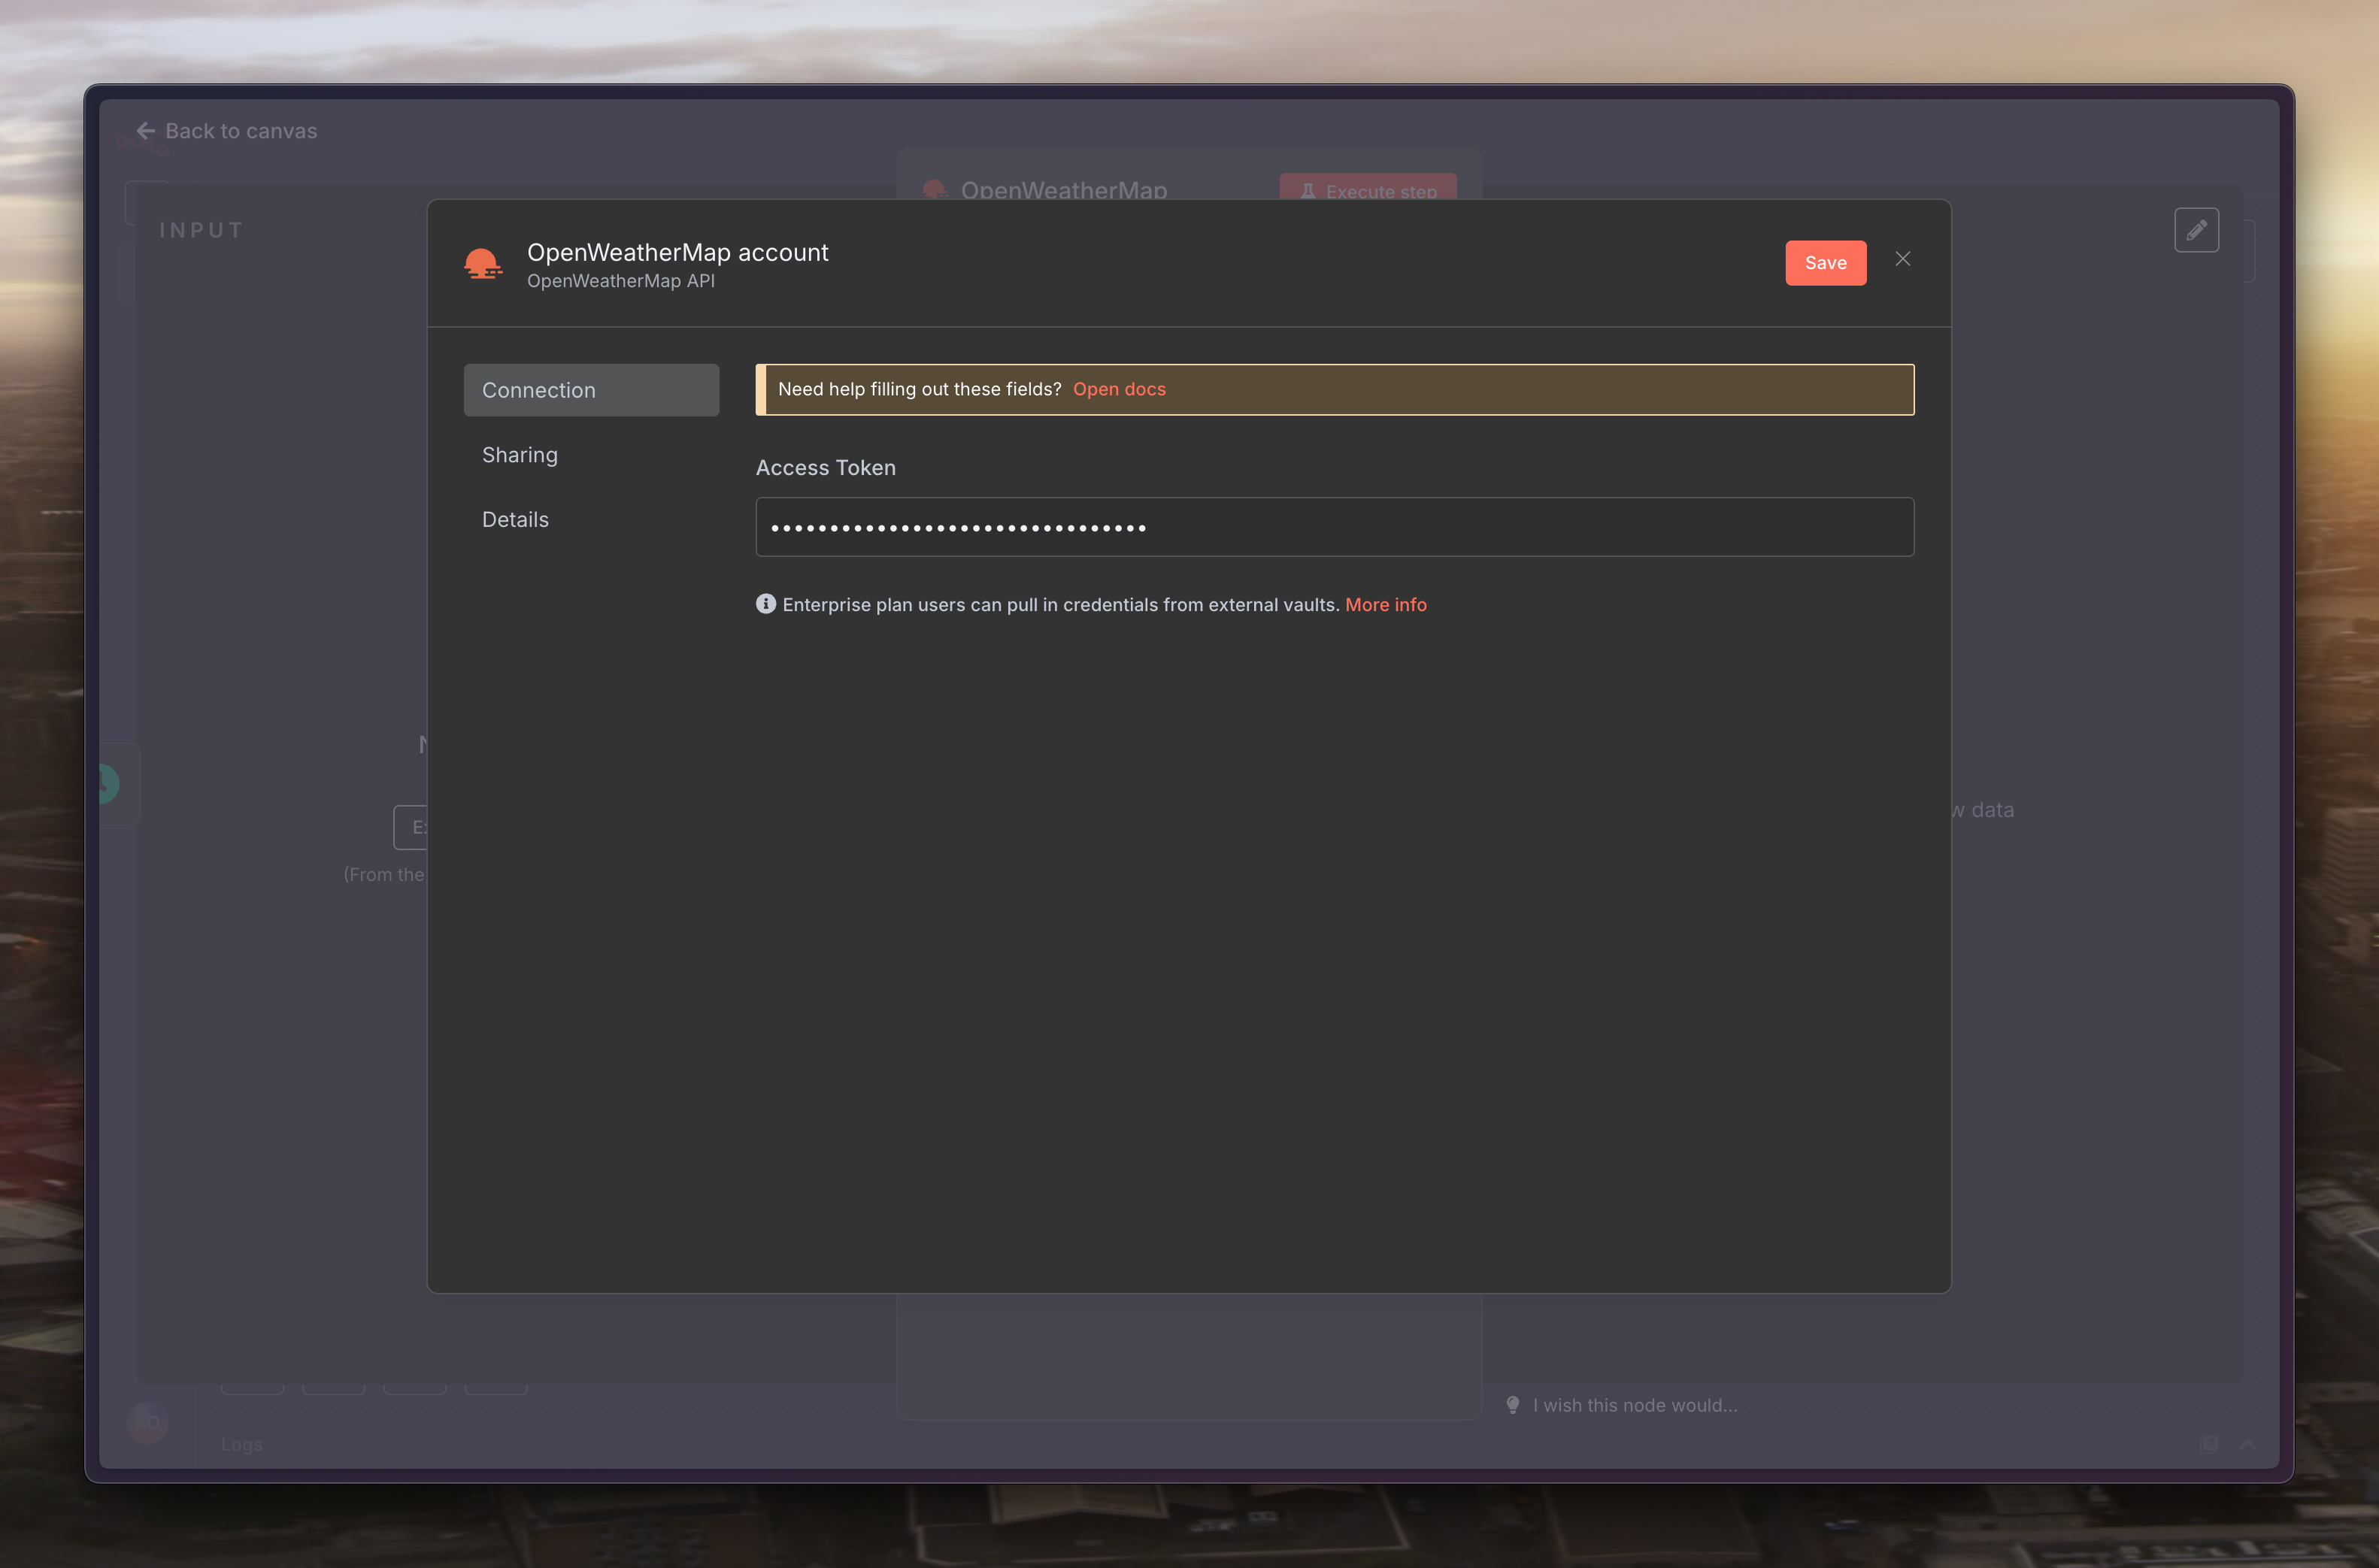 Back to canvas
OpenWeatherMap
Execute step
INPUT
OpenWeatherMap account
OpenWeatherMap API
Save
Connection
Sharing
Details
Need help filling out these fields? Open docs
Access Token
••••••••••••••••••••••••••••••••
Enterprise plan users can pull in credentials from external vaults. More info
(From the
data
I wish this node would...
AO
Logs